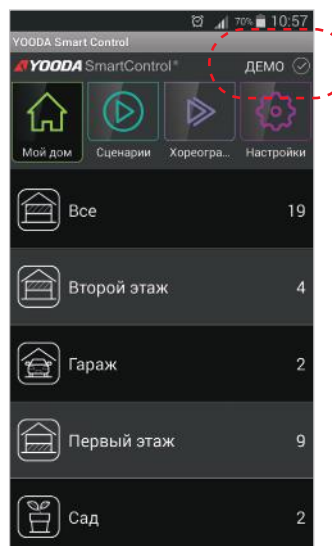 70% 10:57
YOODA Smart Control
YOODA SmartControl® ДЕМО
Мой дом Сценарии Хореогра... Настройки
Все 19
Второй этаж 4
Гараж 2
Первый этаж 9
Сад 2